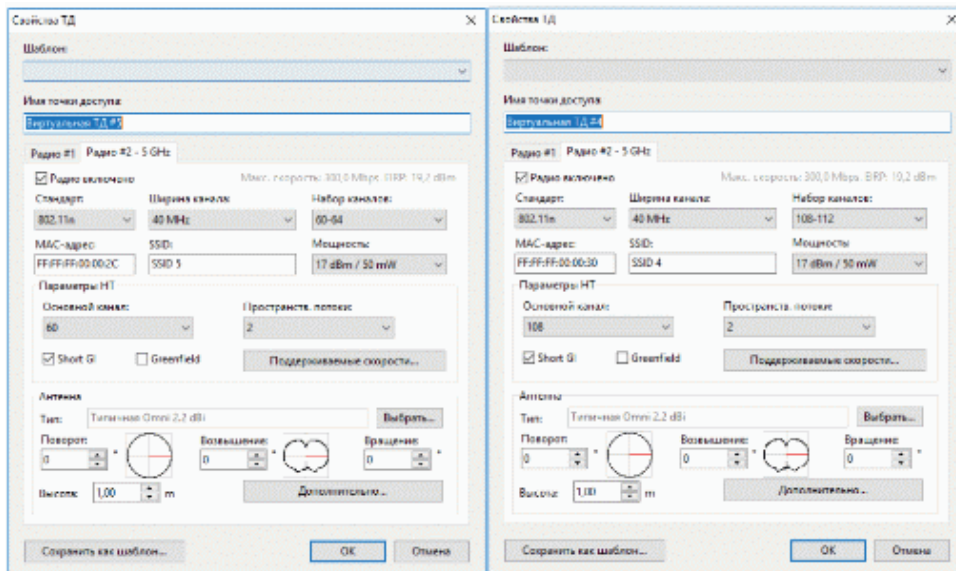 Свойства ТД
Шаблон:
Имя точки доступа:
Виртуальная ТД #5
Радио #1 Радио #2 - 5 GHz
Радио включено Макс. скорость: 300,0 Mbps. EIRP: 19,2 dBm
Стандарт: Ширина канала: Набор каналов:
802.11n 40 MHz 60-64
MAC-адрес: SSID: Мощность:
FF:FF:FF:00:00:2C SSID 5 17 dBm / 50 mW
Параметры HT
Основной канал: Пространств. потоки:
60 2
Short GI Greenfield Поддерживаемые скорости...
Антенна
Тип: Типичная Omni 2,2 dBi Выбрать...
Поворот: Возвышение: Вращение:
0 ° 0 ° 0 °
Высота: 1,00 m Дополнительно...
Сохранить как шаблон... OK Отмена
Свойства ТД
Шаблон:
Имя точки доступа:
Виртуальная ТД #4
Радио #1 Радио #2 - 5 GHz
Радио включено Макс. скорость: 300,0 Mbps. EIRP: 19,2 dBm
Стандарт: Ширина канала: Набор каналов:
802.11n 40 MHz 108-112
MAC-адрес: SSID: Мощность:
FF:FF:FF:00:00:30 SSID 4 17 dBm / 50 mW
Параметры HT
Основной канал: Пространств. потоки:
108 2
Short GI Greenfield Поддерживаемые скорости...
Антенна
Тип: Типичная Omni 2,2 dBi Выбрать...
Поворот: Возвышение: Вращение:
0 ° 0 ° 0 °
Высота: 1,00 m Дополнительно...
Сохранить как шаблон... OK Отмена